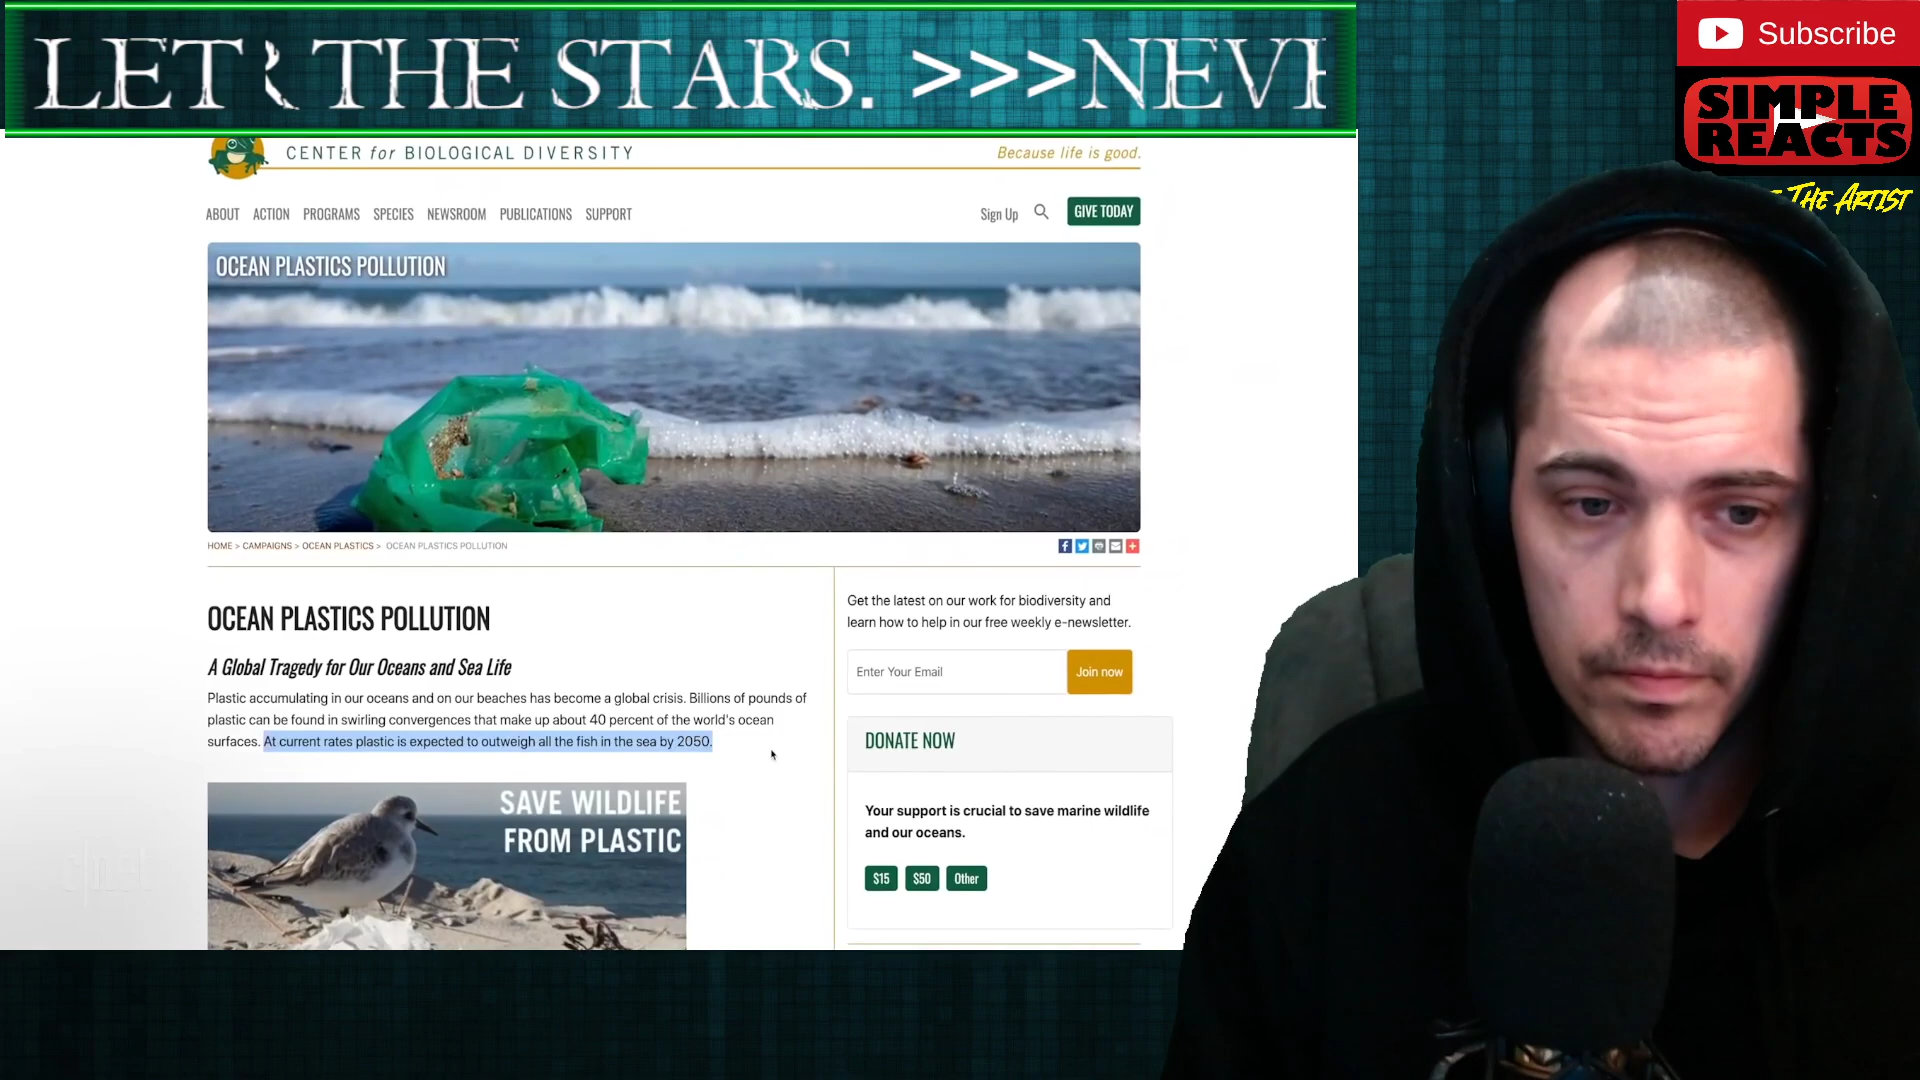 LET THE STARS. >>>NEVE
Subscribe
SIMPLE
REACTS
THE ARTIST
CENTER for BIOLOGICAL DIVERSITY
Because life is good.
ABOUT ACTION PROGRAMS SPECIES NEWSROOM PUBLICATIONS SUPPORT
Sign Up
GIVE TODAY
OCEAN PLASTICS POLLUTION
HOME > CAMPAIGNS > OCEAN PLASTICS > OCEAN PLASTICS POLLUTION
OCEAN PLASTICS POLLUTION
A Global Tragedy for Our Oceans and Sea Life
Plastic accumulating in our oceans and on our beaches has become a global crisis. Billions of pounds of
plastic can be found in swirling convergences that make up about 40 percent of the world's ocean
surfaces. At current rates plastic is expected to outweigh all the fish in the sea by 2050.
SAVE WILDLIFE
FROM PLASTIC
Get the latest on our work for biodiversity and
learn how to help in our free weekly e-newsletter.
Enter Your Email
Join now
DONATE NOW
Your support is crucial to save marine wildlife
and our oceans.
$15 $50 Other
cnet